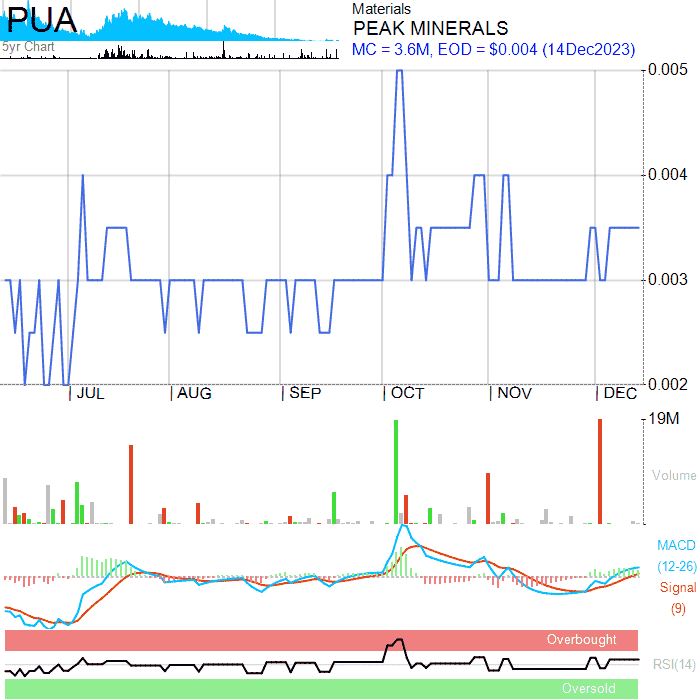 PUA
5yr Chart
Materials
PEAK MINERALS
MC = 3.6M, EOD = $0.004 (14Dec2023)
0.005
0.004
0.003
0.002
JUL AUG SEP OCT NOV DEC
19M
Volume
MACD
(12-26)
Signal
(9)
Overbought
RSI(14)
Oversold